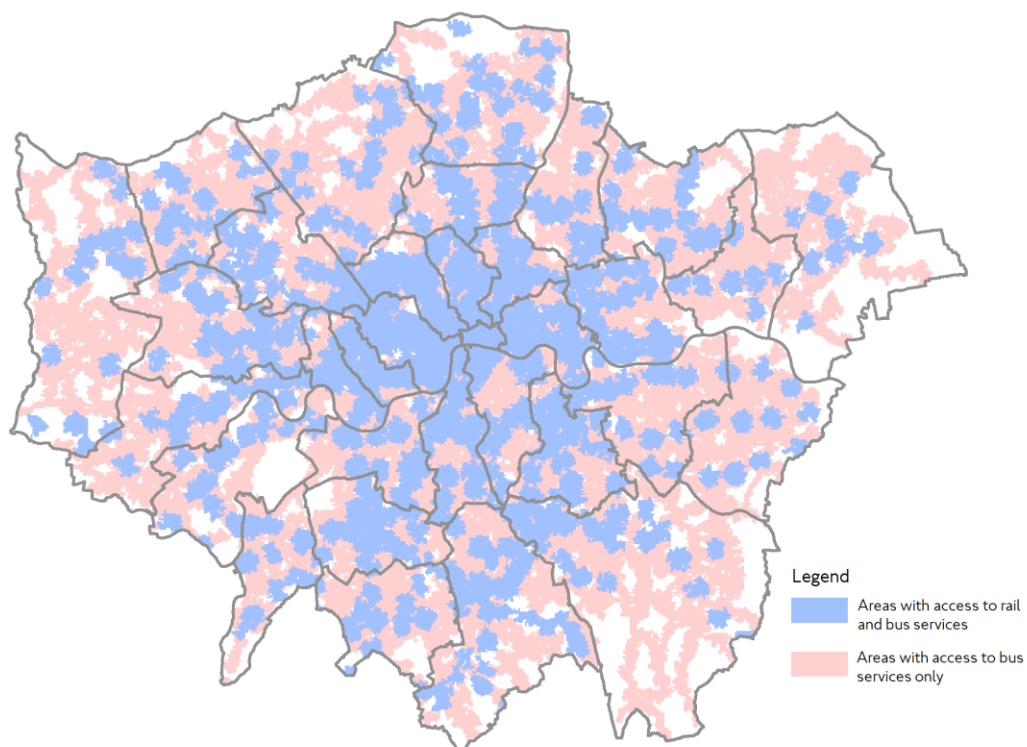 Legend
Areas with access to rail
and bus services
Areas with access to bus
services only